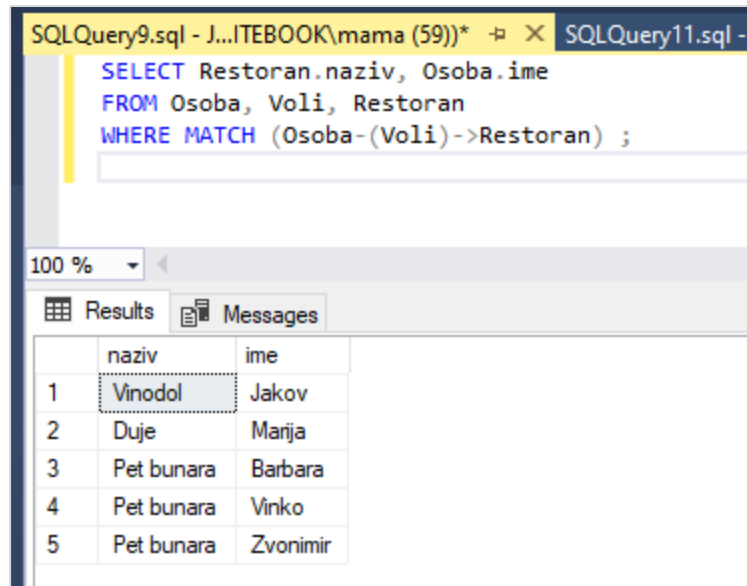 SQLQuery9.sql - J...ITEBOOK\mama (59))* SQLQuery11.sql -
SELECT Restoran.naziv, Osoba.ime
FROM Osoba, Voli, Restoran
WHERE MATCH (Osoba-(Voli)->Restoran) ;
100 %
Results Messages
naziv ime
1 Vinodol Jakov
2 Duje Marija
3 Pet bunara Barbara
4 Pet bunara Vinko
5 Pet bunara Zvonimir